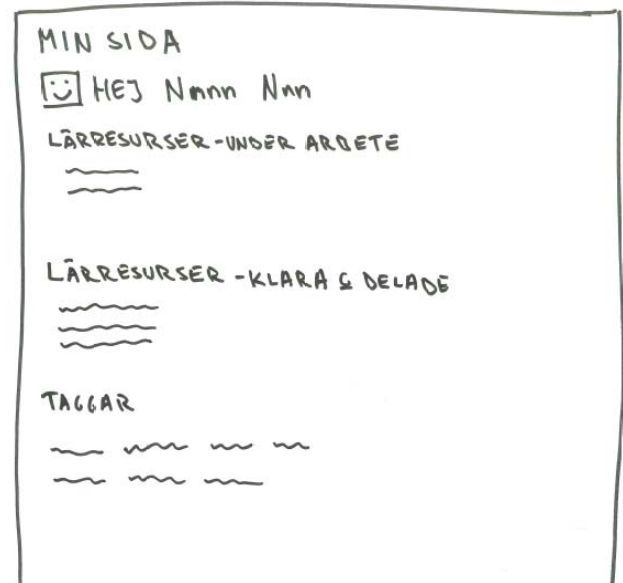 MIN SIDA
HEJ Nnnn Nnn
LÄRRESURSER - UNDER ARBETE
LÄRRESURSER - KLARA & DELADE
TAGGAR